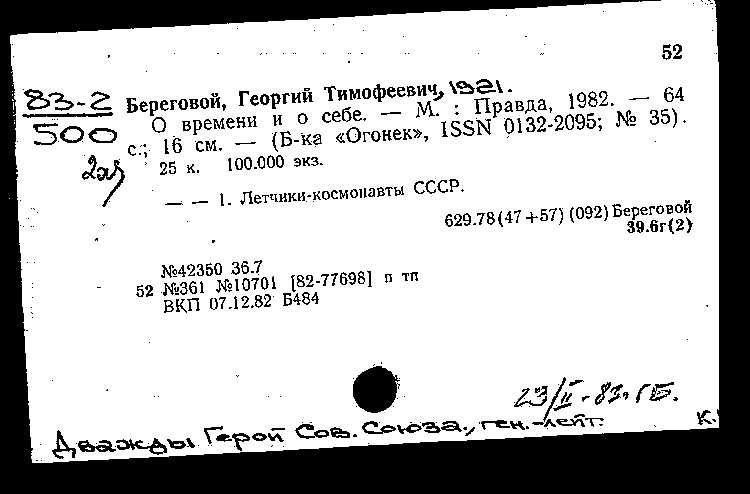 52
83-2
500
2хр
Береговой, Георгий Тимофеевич, 1921.
О времени и о себе. — М. : Правда, 1982. — 64
с.; 16 см. — (Б-ка «Огонек», ISSN 0132-2095; № 35).
25 к. 100.000 экз.
— — 1. Летчики-космонавты СССР.
629.78(47+57)(092)Береговой
39.6г(2)
№42350 36.7
52 №361 №10701 [82-77698] п тп
ВКП 07.12.82 Б484
23/II-83.
Дважды Герой Сов. Союза, ген.-лейт.
К.